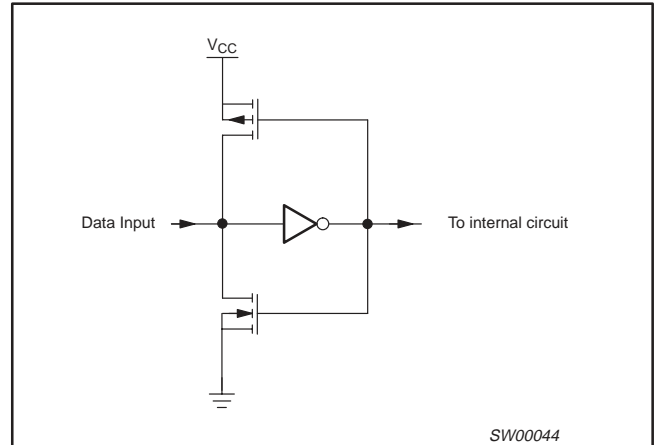 VCC
Data Input
To internal circuit
SW00044